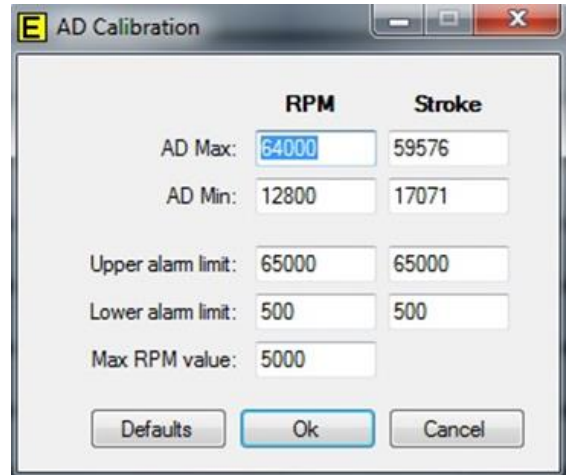 E AD Calibration
RPM Stroke
AD Max: 64000 59576
AD Min: 12800 17071
Upper alarm limit: 65000 65000
Lower alarm limit: 500 500
Max RPM value: 5000
Defaults Ok Cancel